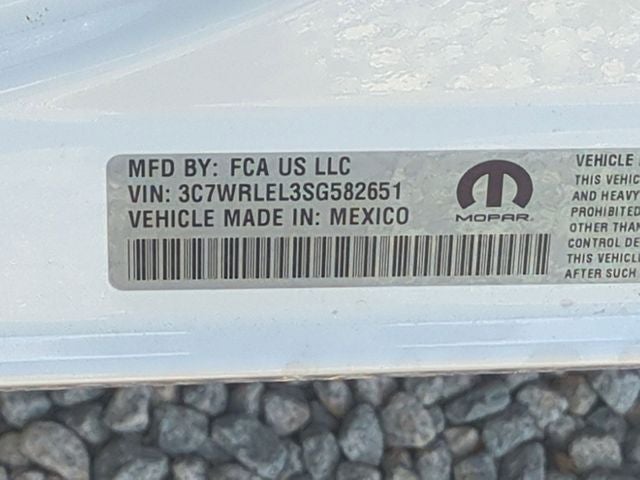 MFD BY: FCA US LLC
VIN: 3C7WRLEL3SG582651
VEHICLE MADE IN: MEXICO
MOPAR
VEHICLE
THIS VEHICL
AND HEAVY
PROHIBITED
OTHER THAN
CONTROL DE
THIS VEHICLE
AFTER SUCH